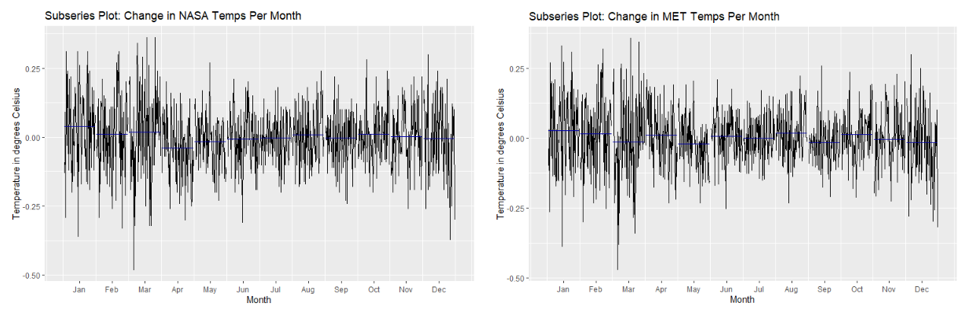 Subseries Plot: Change in NASA Temps Per Month
Temperature in degrees Celsius
0.25
0.00
-0.25
-0.50
Jan Feb Mar Apr May Jun Jul Aug Sep Oct Nov Dec
Month
Subseries Plot: Change in MET Temps Per Month
Temperature in degrees Celsius
0.25
0.00
-0.25
-0.50
Jan Feb Mar Apr May Jun Jul Aug Sep Oct Nov Dec
Month